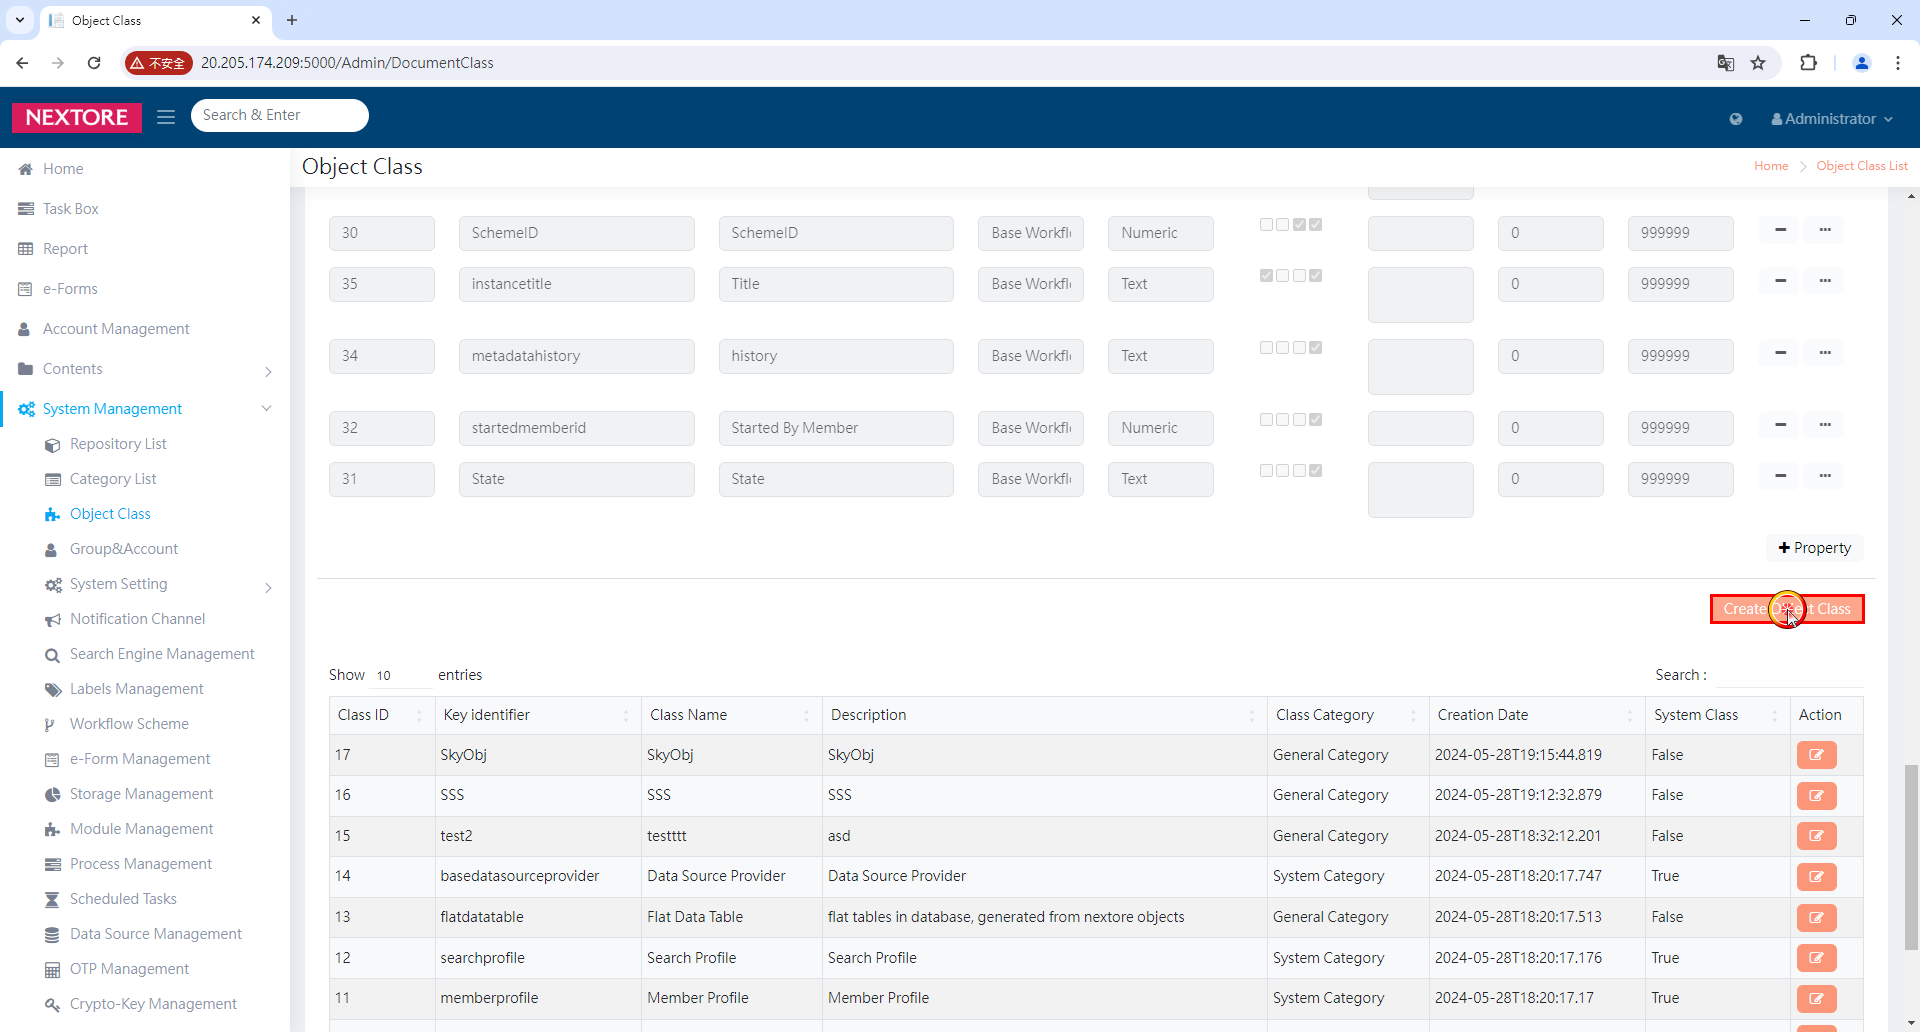 Object Class
不安全
20.205.174.209:5000/Admin/DocumentClass
NEXTORE
Search & Enter
Administrator
Home
Task Box
Report
e-Forms
Account Management
Contents
System Management
Repository List
Category List
Object Class
Group&Account
System Setting
Notification Channel
Search Engine Management
Labels Management
Workflow Scheme
e-Form Management
Storage Management
Module Management
Process Management
Scheduled Tasks
Data Source Management
OTP Management
Crypto-Key Management
Object Class
Home > Object Class List
30 SchemeID SchemeID Base Workfl Numeric 0 999999
35 instancetitle Title Base Workfl Text 0 999999
34 metadatahistory history Base Workfl Text 0 999999
32 startedmemberid Started By Member Base Workfl Numeric 0 999999
31 State State Base Workfl Text 0 999999
+ Property
Create Object Class
Show 10 entries
Search :
Class ID Key identifier Class Name Description Class Category Creation Date System Class Action
17 SkyObj SkyObj SkyObj General Category 2024-05-28T19:15:44.819 False
16 SSS SSS SSS General Category 2024-05-28T19:12:32.879 False
15 test2 testttt asd General Category 2024-05-28T18:32:12.201 False
14 basedatasourceprovider Data Source Provider Data Source Provider System Category 2024-05-28T18:20:17.747 True
13 flatdatatable Flat Data Table flat tables in database, generated from nextore objects General Category 2024-05-28T18:20:17.513 False
12 searchprofile Search Profile Search Profile System Category 2024-05-28T18:20:17.176 True
11 memberprofile Member Profile Member Profile System Category 2024-05-28T18:20:17.17 True